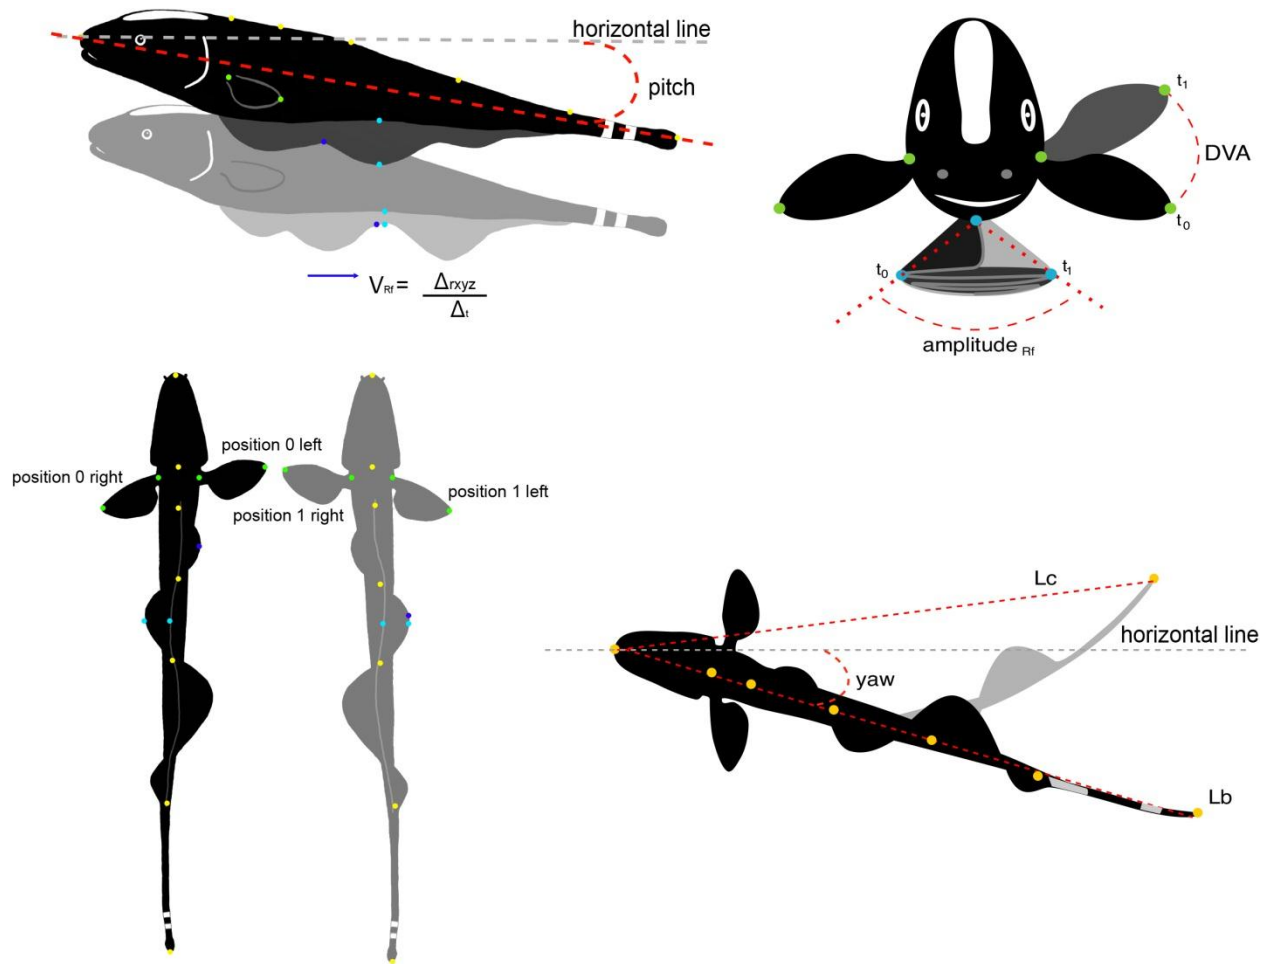 horizontal line
pitch
V_Rf = Δrxyz / Δt
t₁
DVA
t₀
t₀ t₁
amplitude Rf
position 0 left
position 0 right
position 1 left
position 1 right
Lc
horizontal line
yaw
Lb